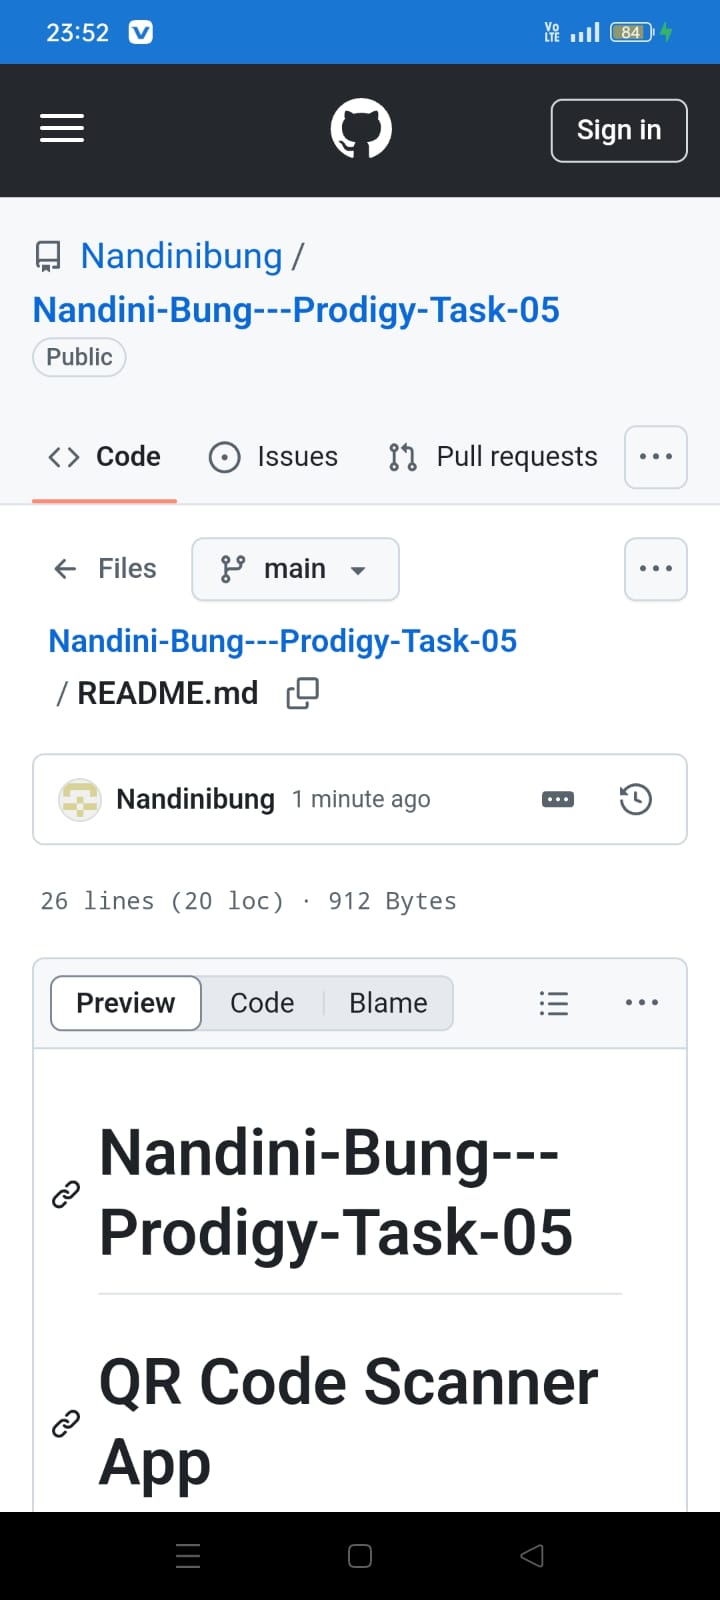 23:52
Vo LTE 84
Sign in
Nandinibung /
Nandini-Bung---Prodigy-Task-05
Public
Code Issues Pull requests
Files main
Nandini-Bung---Prodigy-Task-05
/ README.md
Nandinibung 1 minute ago
26 lines (20 loc) · 912 Bytes
Preview Code Blame
Nandini-Bung---
Prodigy-Task-05
QR Code Scanner
App